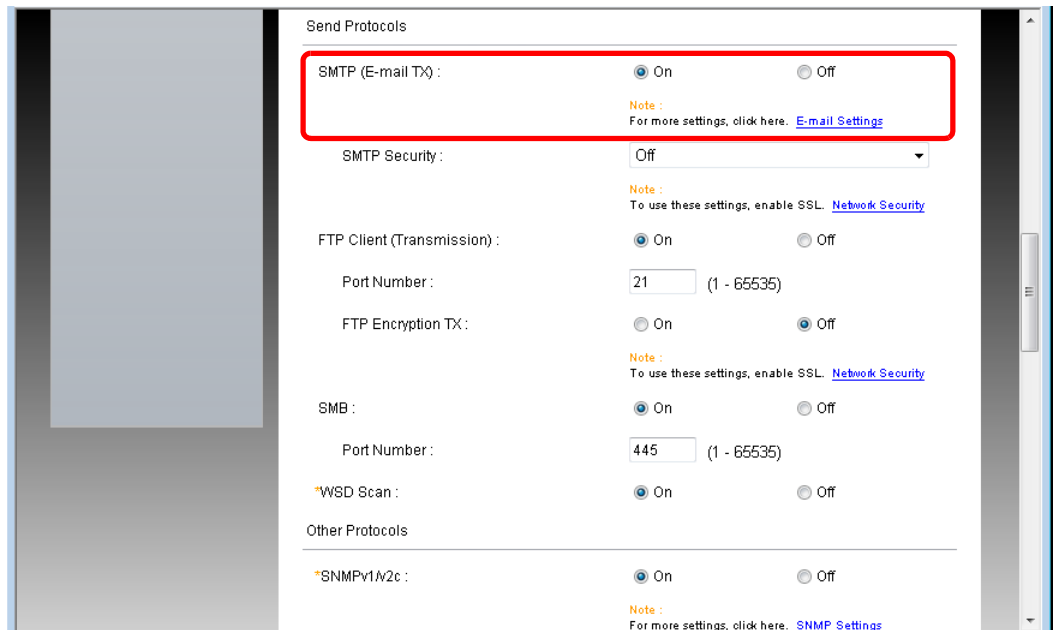 Send Protocols
SMTP (E-mail TX) : On Off
Note :
For more settings, click here. E-mail Settings
SMTP Security : Off
Note :
To use these settings, enable SSL. Network Security
FTP Client (Transmission) : On Off
Port Number : 21 (1 - 65535)
FTP Encryption TX : On Off
Note :
To use these settings, enable SSL. Network Security
SMB : On Off
Port Number : 445 (1 - 65535)
*WSD Scan : On Off
Other Protocols
*SNMPv1/v2c : On Off
Note :
For more settings, click here. SNMP Settings